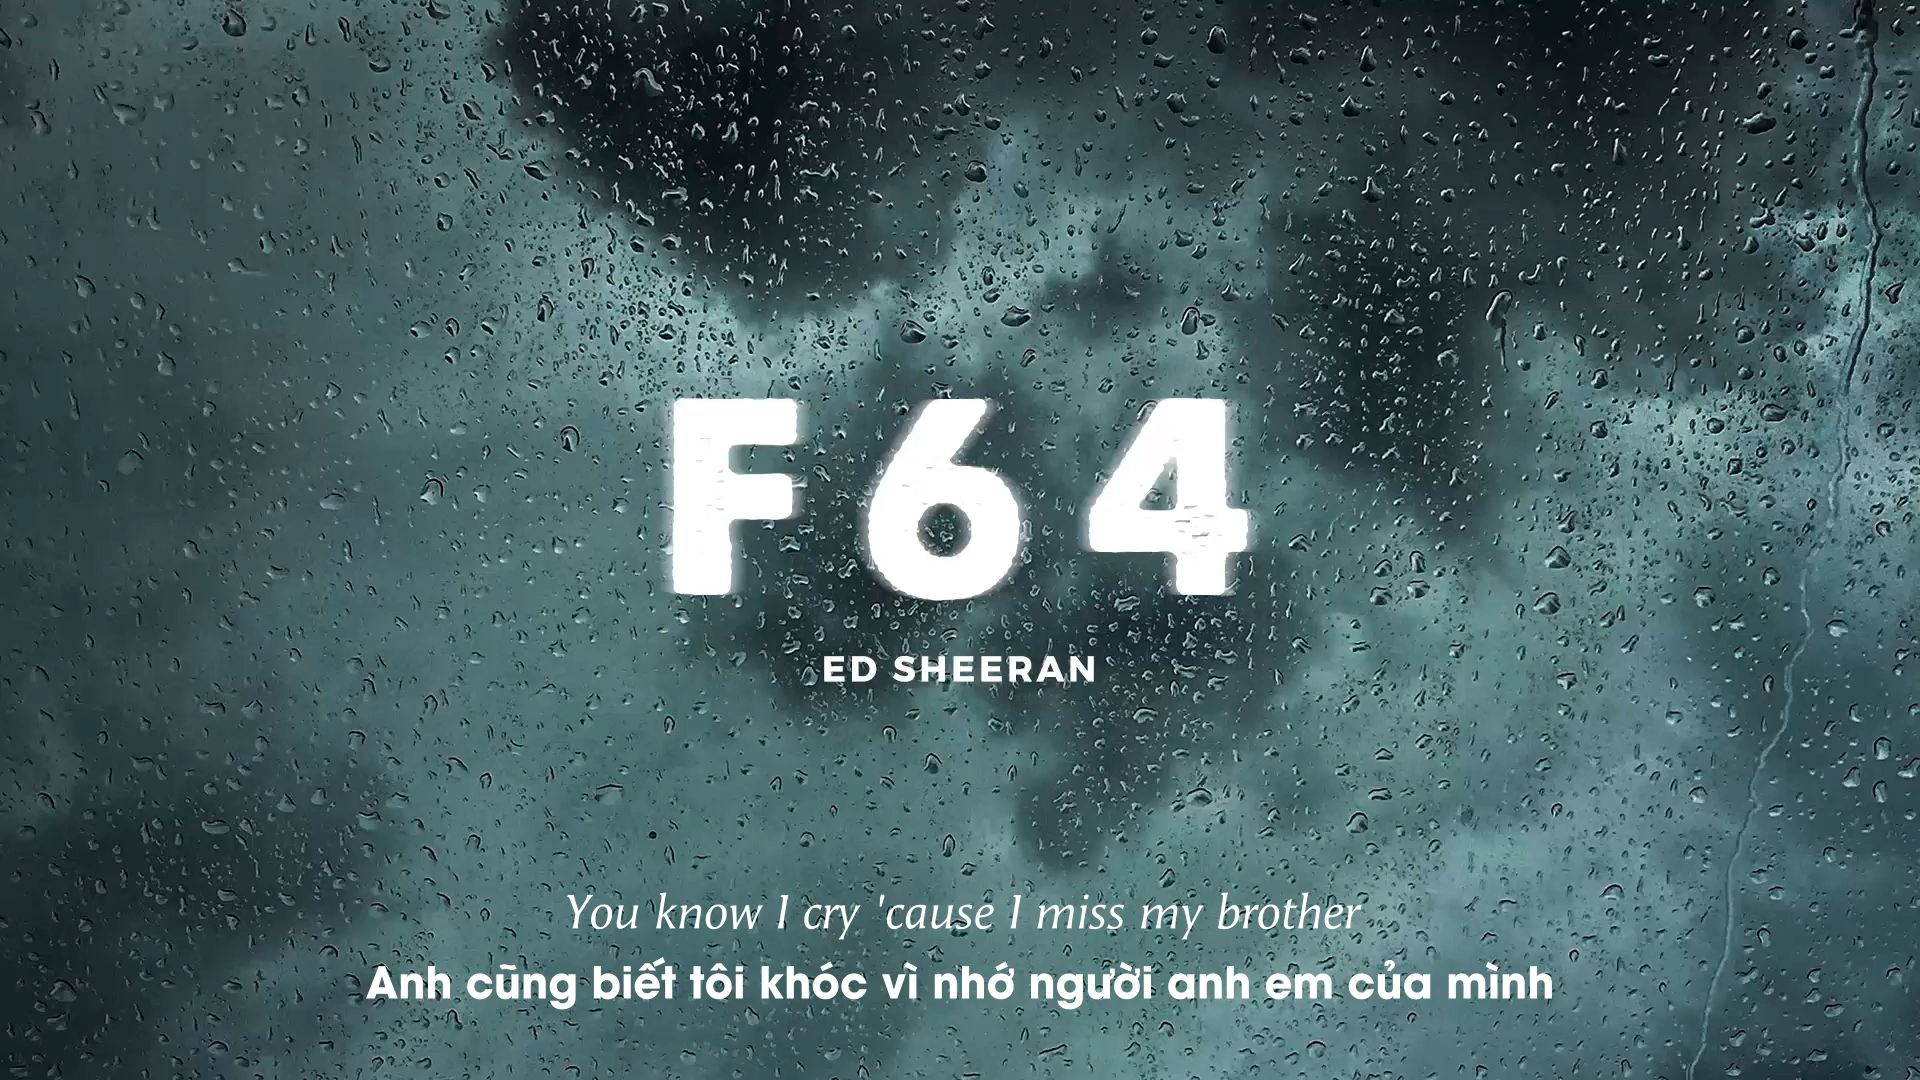 F64
ED SHEERAN
You know I cry 'cause I miss my brother
Anh cũng biết tôi khóc vì nhớ người anh em của mình